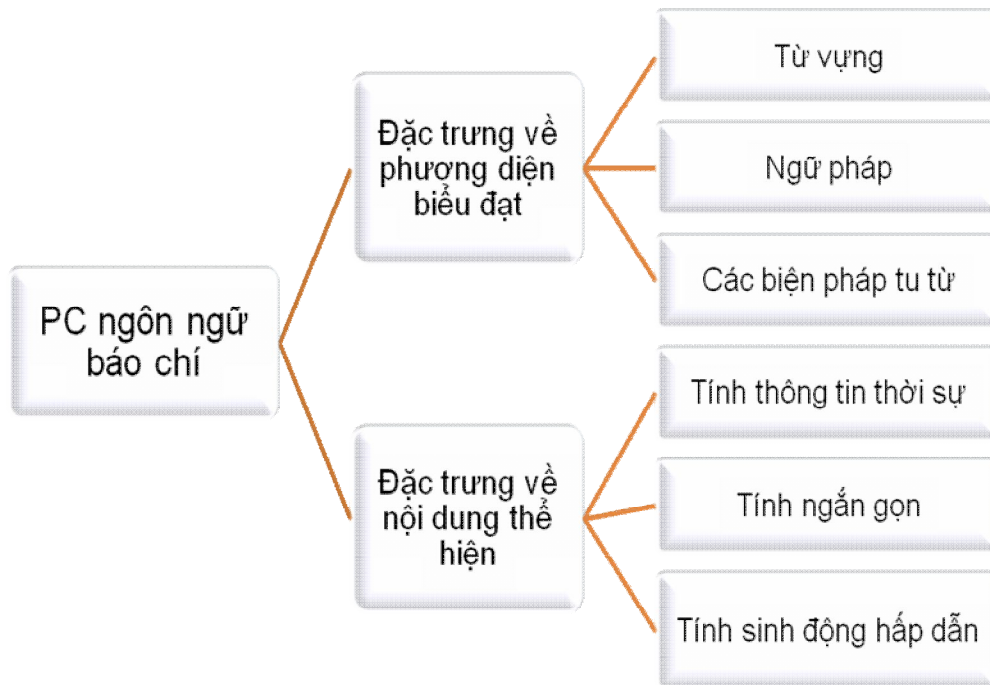 PC ngôn ngữ
báo chí
Đặc trưng về
phương diện
biểu đạt
Từ vựng
Ngữ pháp
Các biện pháp tu từ
Đặc trưng về
nội dung thể
hiện
Tính thông tin thời sự
Tính ngắn gọn
Tính sinh động hấp dẫn